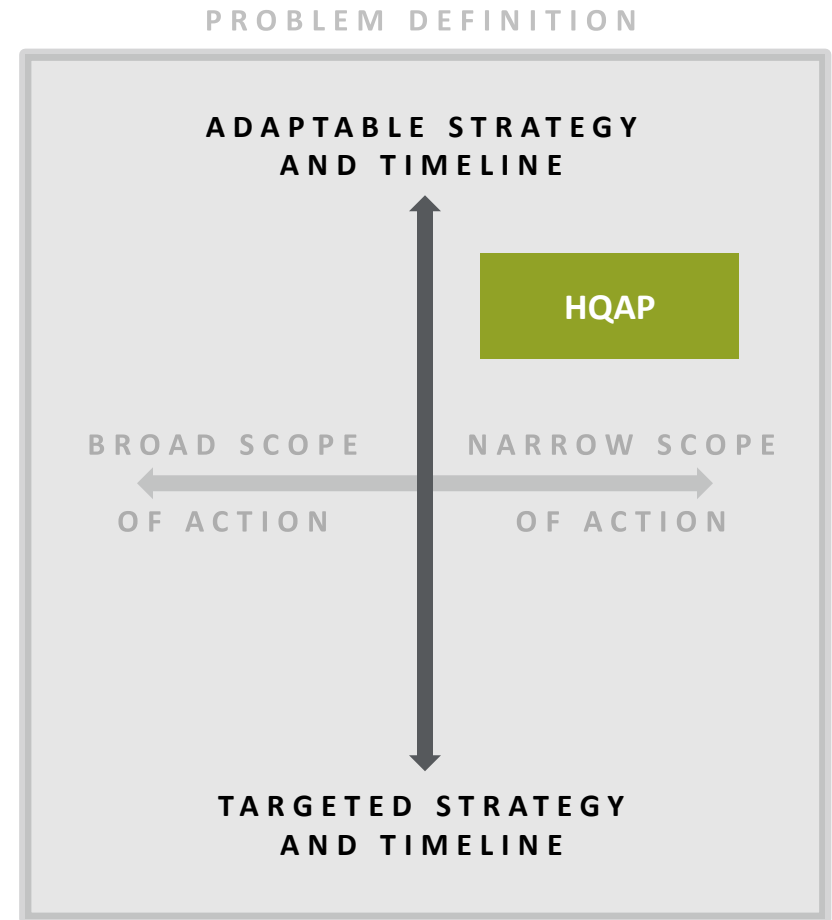 PROBLEM DEFINITION
ADAPTABLE STRATEGY
AND TIMELINE
HQAP
BROAD SCOPE
OF ACTION
NARROW SCOPE
OF ACTION
TARGETED STRATEGY
AND TIMELINE